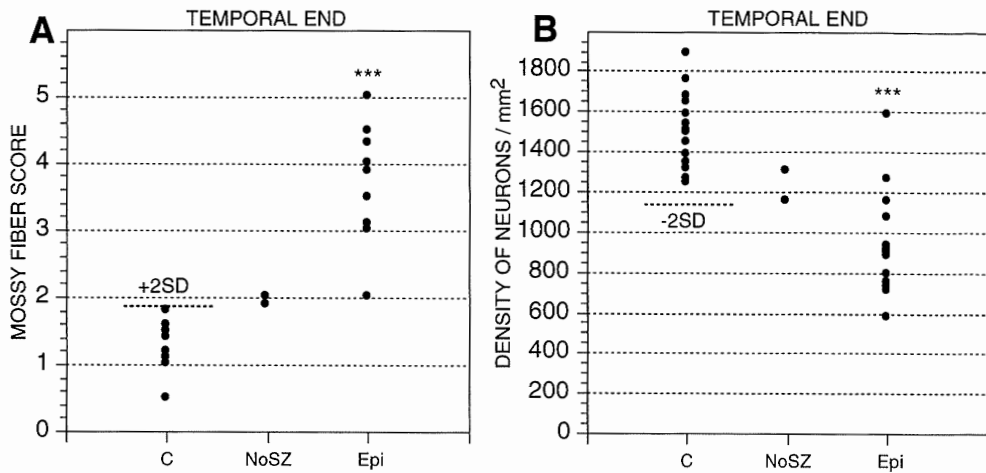 A
TEMPORAL END
MOSSY FIBER SCORE
5
4
3
2
1
0
***
+2SD
C
NoSZ
Epi
B
TEMPORAL END
DENSITY OF NEURONS / mm2
1800
1600
1400
1200
1000
800
600
400
200
0
***
-2SD
C
NoSZ
Epi